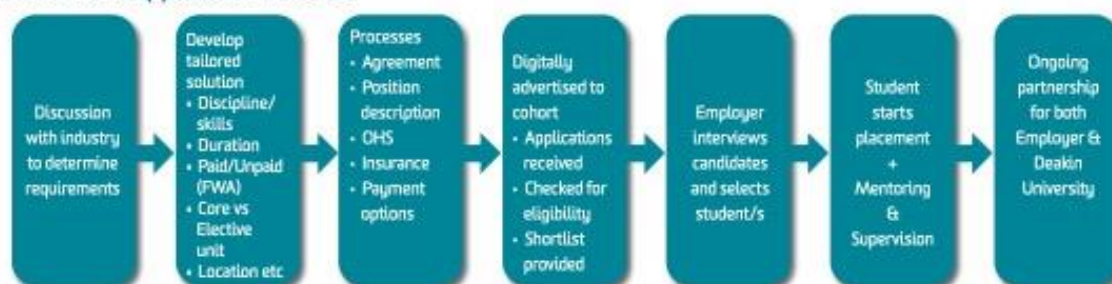 Discussion
with industry
to determine
requirements
Develop
tailored
solution
• Discipline/
skills
• Duration
• Paid/Unpaid
(FWA)
• Core vs
Elective
unit
• Location etc
Processes
• Agreement
• Position
description
• OHS
• Insurance
• Payment
options
Digitally
advertised to
cohort
• Applications
received
• Checked for
eligibility
• Shortlist
provided
Employer
interviews
candidates
and selects
student/s
Student
starts
placement
+
Mentoring
&
Supervision
Ongoing
partnership
for both
Employer &
Deakin
University